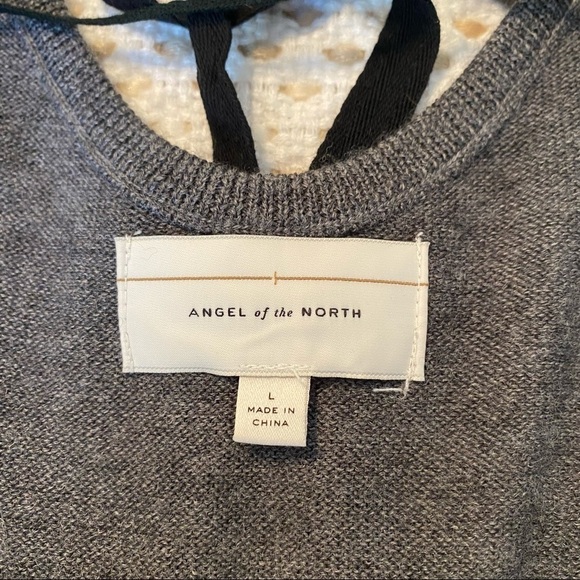 ANGEL of the NORTH
L
MADE IN
CHINA